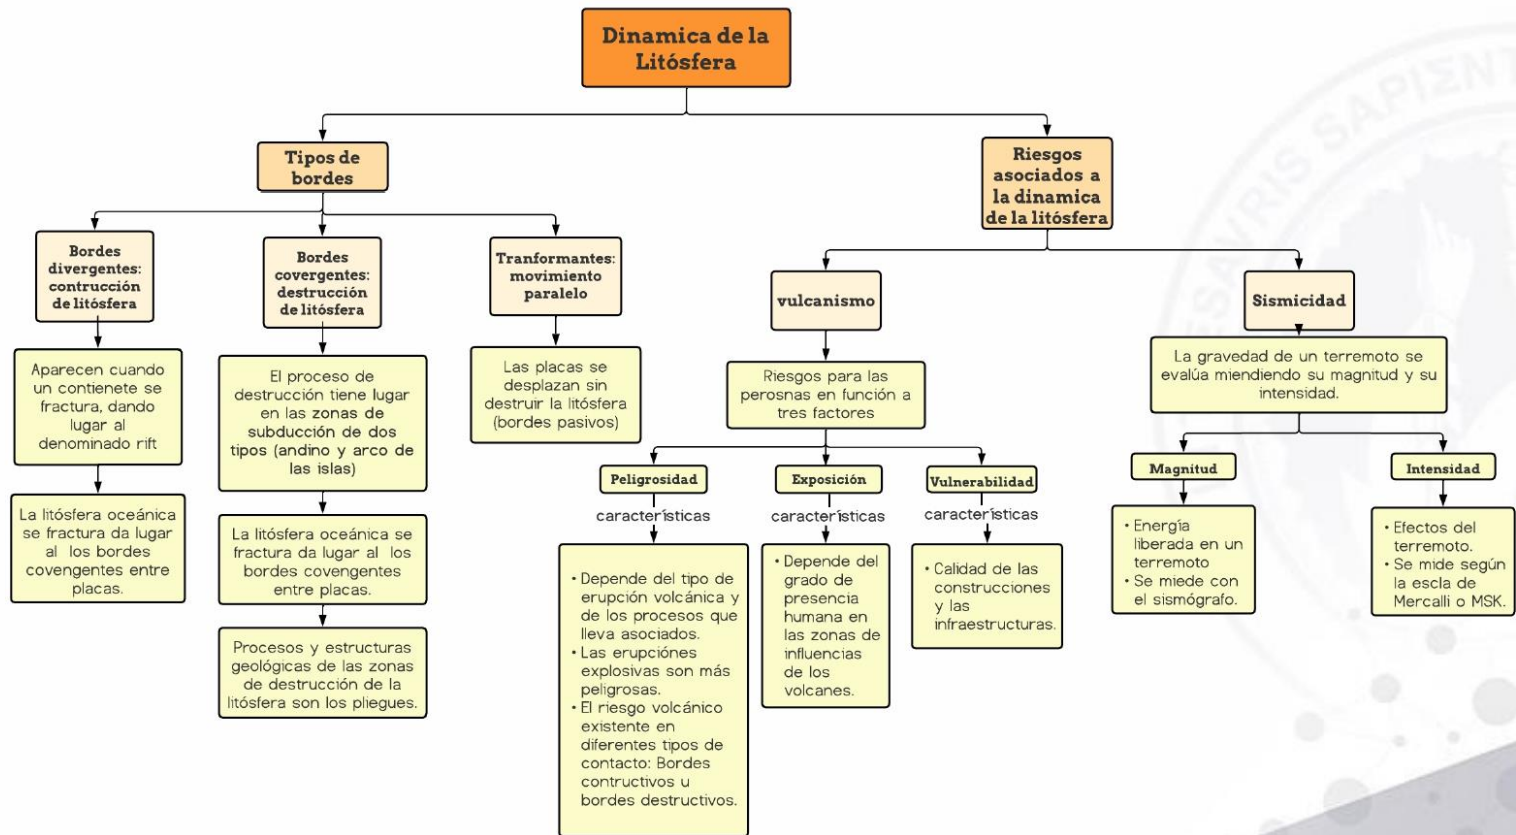 Dinamica de la
Litósfera
Tipos de
bordes
Riesgos
asociados a
la dinamica
de la litósfera
Bordes
divergentes:
contrucción
de litósfera
Bordes
covergentes:
destrucción
de litósfera
Tranformantes:
movimiento
paralelo
vulcanismo
Sismicidad
Aparecen cuando
un contienete se
fractura, dando
lugar al
denominado rift
El proceso de
destrucción tiene lugar
en las zonas de
subducción de dos
tipos (andino y arco de
las islas)
Las placas se
desplazan sin
destruir la litósfera
(bordes pasivos)
Riesgos para las
perosnas en función a
tres factores
La gravedad de un terremoto se
evalúa miendiendo su magnitud y su
intensidad.
La litósfera oceánica
se fractura da lugar
al los bordes
covengentes entre
placas.
La litósfera oceánica se
fractura da lugar al los
bordes covengentes
entre placas.
Procesos y estructuras
geológicas de las zonas
de destrucción de la
litósfera son los pliegues.
Peligrosidad
Exposición
Vulnerabilidad
Magnitud
Intensidad
características
características
características
• Depende del tipo de
erupción volcánica y
de los procesos que
lleva asociados.
• Las erupciónes
explosivas son más
peligrosas.
• El riesgo volcánico
existente en
diferentes tipos de
contacto: Bordes
contructivos u
bordes destructivos.
• Depende del
grado de
presencia
humana en
las zonas de
influencias
de los
volcanes.
• Calidad de las
construcciones
y las
infraestructuras.
• Energía
liberada en un
terremoto
• Se miede con
el sismógrafo.
• Efectos del
terremoto.
• Se mide según
la escla de
Mercalli o MSK.